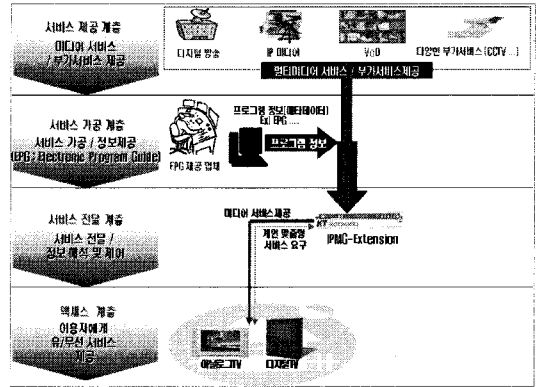 서비스 제공 계층
미디어 서비스
/ 부가서비스 제공
디지털 방송
IP 미디어
VoD
다양한 부가서비스 (CCTV ...)
멀티미디어 서비스 / 부가서비스제공
서비스 가공 계층
서비스 가공 / 정보제공
(EPG : Electronic Program Guide)
EPG 제공 업체
프로그램 정보(메타데이터)
Ex) EPG ....
프로그램 정보
서비스 전달 계층
서비스 전달 /
정보 해석 및 제어
미디어 서비스제공
개인 맞춤형
서비스 요구
KT
IPMG-Extension
액세스 계층
이용자에게
유/무선 서비스
제공
아날로그TV
디지털TV